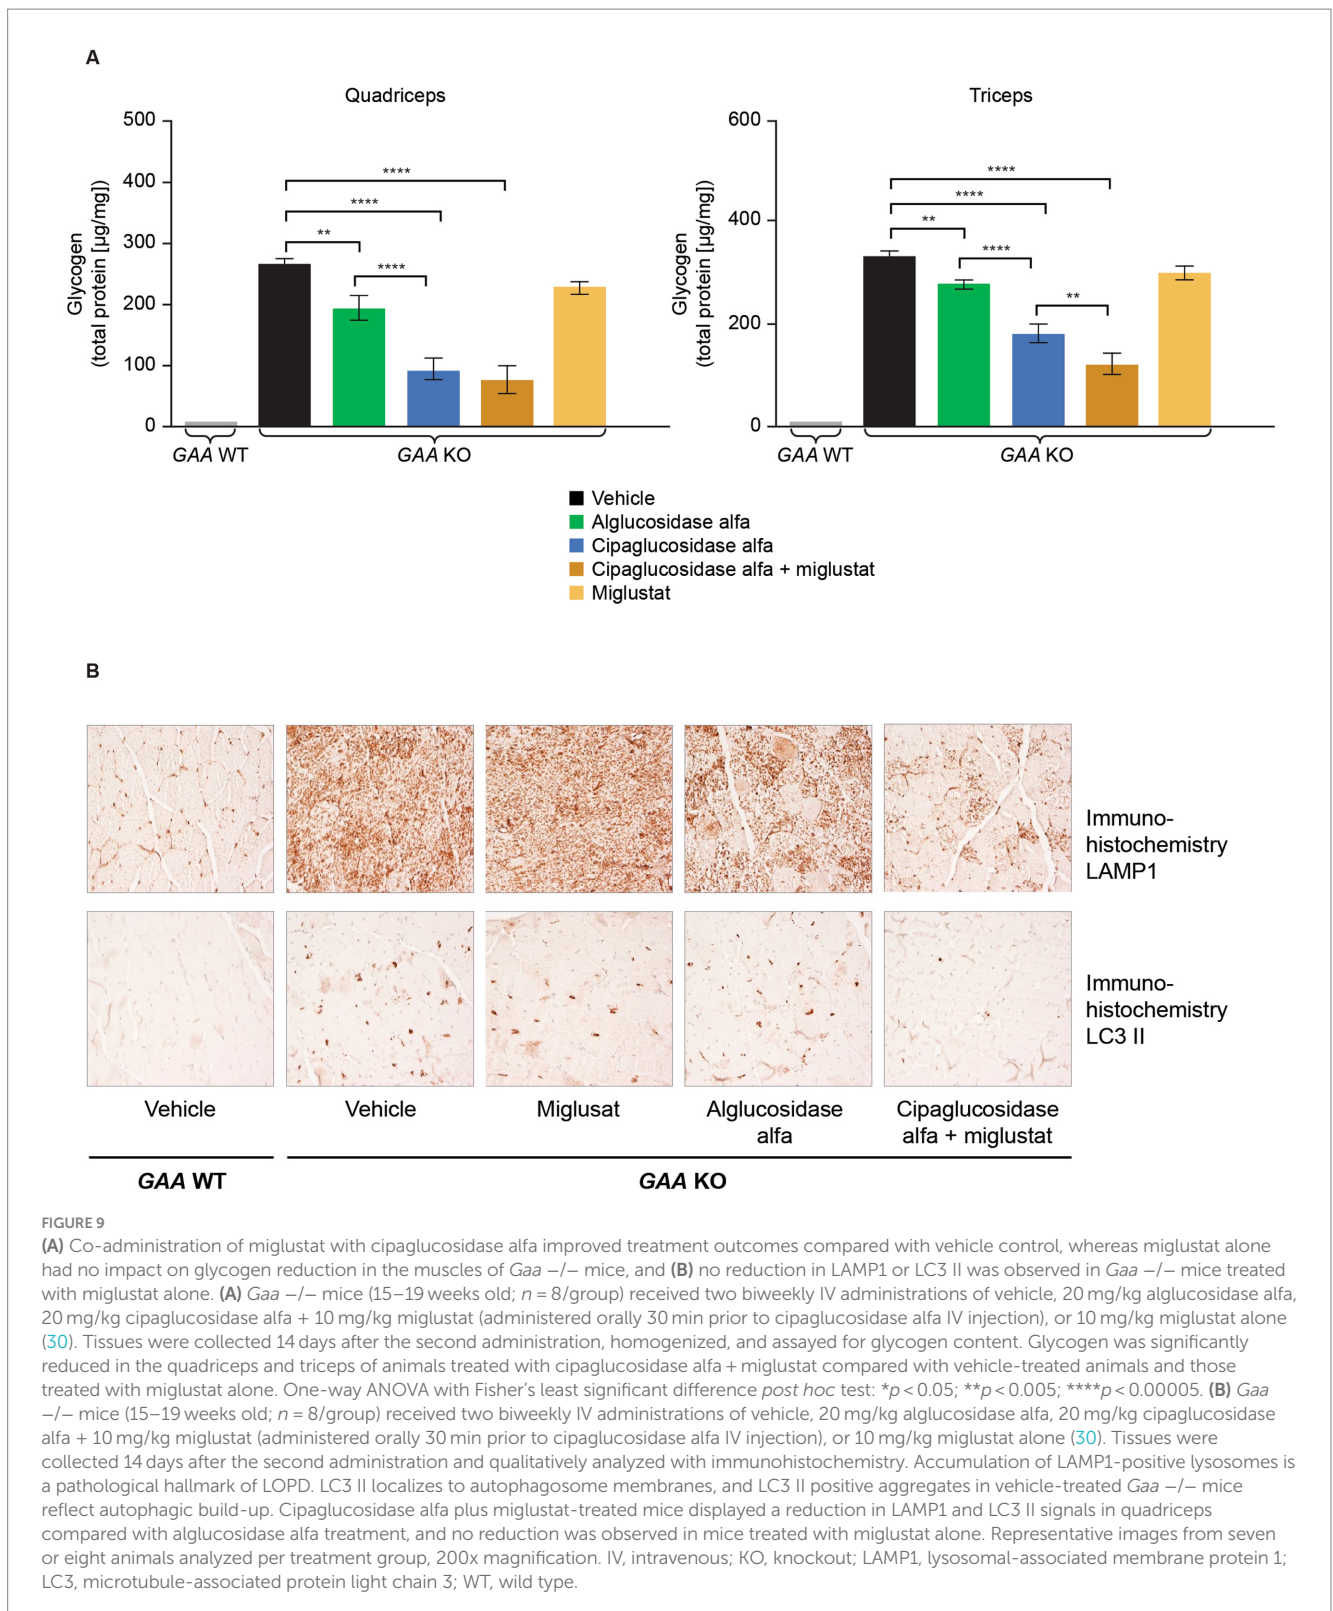 A
Quadriceps
500
400
300
200
100
0
Glycogen
(total protein [µg/mg])
****
****
**
****
GAA WT
GAA KO
Triceps
600
400
200
0
Glycogen
(total protein [µg/mg])
****
****
**
****
**
GAA WT
GAA KO
Vehicle
Alglucosidase alfa
Cipaglucosidase alfa
Cipaglucosidase alfa + miglustat
Miglustat
B
Immuno-
histochemistry
LAMP1
Immuno-
histochemistry
LC3 II
Vehicle
Vehicle
Miglusat
Alglucosidase
alfa
Cipaglucosidase
alfa + miglustat
GAA WT
GAA KO
FIGURE 9
(A) Co-administration of miglustat with cipaglucosidase alfa improved treatment outcomes compared with vehicle control, whereas miglustat alone
had no impact on glycogen reduction in the muscles of Gaa −/− mice, and (B) no reduction in LAMP1 or LC3 II was observed in Gaa −/− mice treated
with miglustat alone. (A) Gaa −/− mice (15–19 weeks old; n = 8/group) received two biweekly IV administrations of vehicle, 20 mg/kg alglucosidase alfa,
20 mg/kg cipaglucosidase alfa + 10 mg/kg miglustat (administered orally 30 min prior to cipaglucosidase alfa IV injection), or 10 mg/kg miglustat alone
(30). Tissues were collected 14 days after the second administration, homogenized, and assayed for glycogen content. Glycogen was significantly
reduced in the quadriceps and triceps of animals treated with cipaglucosidase alfa + miglustat compared with vehicle-treated animals and those
treated with miglustat alone. One-way ANOVA with Fisher's least significant difference post hoc test: *p < 0.05; **p < 0.005; ****p < 0.00005. (B) Gaa
−/− mice (15–19 weeks old; n = 8/group) received two biweekly IV administrations of vehicle, 20 mg/kg alglucosidase alfa, 20 mg/kg cipaglucosidase
alfa + 10 mg/kg miglustat (administered orally 30 min prior to cipaglucosidase alfa IV injection), or 10 mg/kg miglustat alone (30). Tissues were
collected 14 days after the second administration and qualitatively analyzed with immunohistochemistry. Accumulation of LAMP1-positive lysosomes is
a pathological hallmark of LOPD. LC3 II localizes to autophagosome membranes, and LC3 II positive aggregates in vehicle-treated Gaa −/− mice
reflect autophagic build-up. Cipaglucosidase alfa plus miglustat-treated mice displayed a reduction in LAMP1 and LC3 II signals in quadriceps
compared with alglucosidase alfa treatment, and no reduction was observed in mice treated with miglustat alone. Representative images from seven
or eight animals analyzed per treatment group, 200x magnification. IV, intravenous; KO, knockout; LAMP1, lysosomal-associated membrane protein 1;
LC3, microtubule-associated protein light chain 3; WT, wild type.